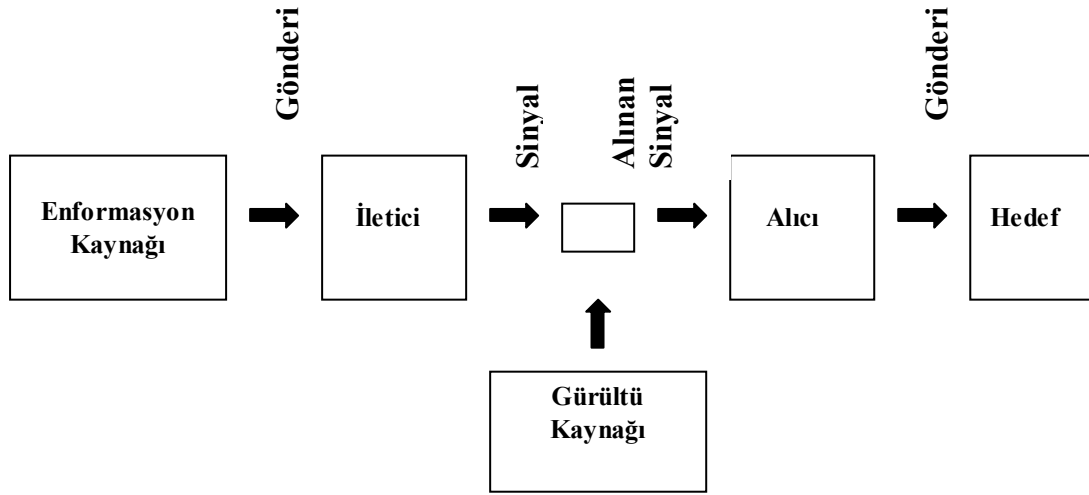 Gönderi
Sinyal
Alınan
Sinyal
Gönderi
Enformasyon
Kaynağı
İletici
Alıcı
Hedef
Gürültü
Kaynağı